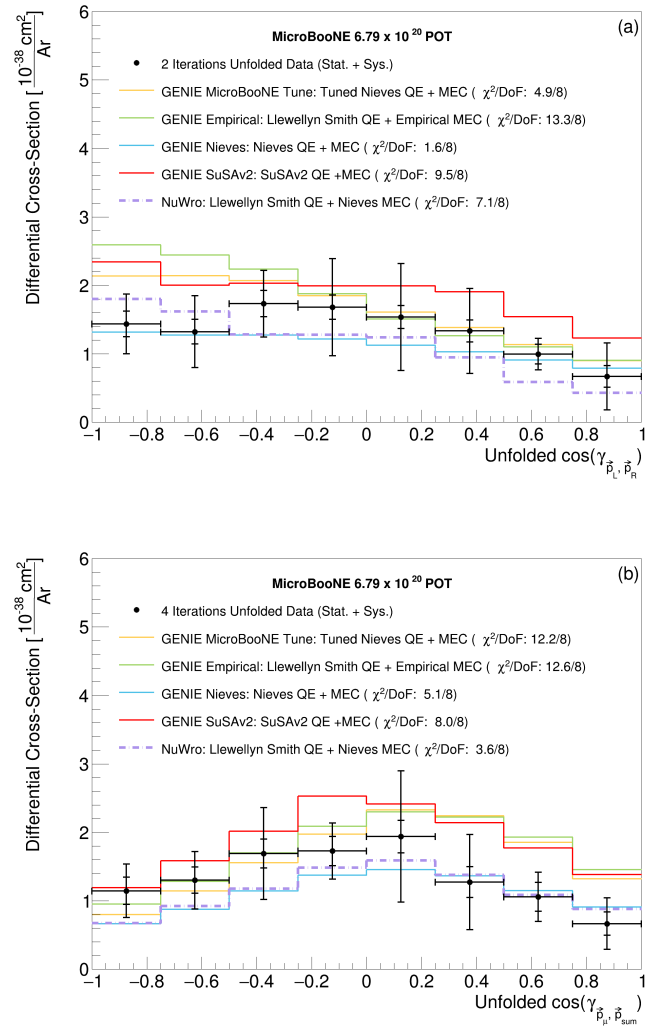 (a)
MicroBooNE 6.79 x 10 20 POT
2 Iterations Unfolded Data (Stat. + Sys.)
GENIE MicroBooNE Tune: Tuned Nieves QE + MEC ( χ2/DoF: 4.9/8)
GENIE Empirical: Llewellyn Smith QE + Empirical MEC ( χ2/DoF: 13.3/8)
GENIE Nieves: Nieves QE + MEC ( χ2/DoF: 1.6/8)
GENIE SuSAv2: SuSAv2 QE +MEC ( χ2/DoF: 9.5/8)
NuWro: Llewellyn Smith QE + Nieves MEC ( χ2/DoF: 7.1/8)
Differential Cross-Section [10-38 cm2/Ar]
6
5
4
3
2
1
0
−1 −0.8 −0.6 −0.4 −0.2 0 0.2 0.4 0.6 0.8 1
Unfolded cos(γp⃗L, p⃗R)
(b)
MicroBooNE 6.79 x 10 20 POT
4 Iterations Unfolded Data (Stat. + Sys.)
GENIE MicroBooNE Tune: Tuned Nieves QE + MEC ( χ2/DoF: 12.2/8)
GENIE Empirical: Llewellyn Smith QE + Empirical MEC ( χ2/DoF: 12.6/8)
GENIE Nieves: Nieves QE + MEC ( χ2/DoF: 5.1/8)
GENIE SuSAv2: SuSAv2 QE +MEC ( χ2/DoF: 8.0/8)
NuWro: Llewellyn Smith QE + Nieves MEC ( χ2/DoF: 3.6/8)
Differential Cross-Section [10-38 cm2/Ar]
6
5
4
3
2
1
0
−1 −0.8 −0.6 −0.4 −0.2 0 0.2 0.4 0.6 0.8 1
Unfolded cos(γp⃗μ, p⃗sum)